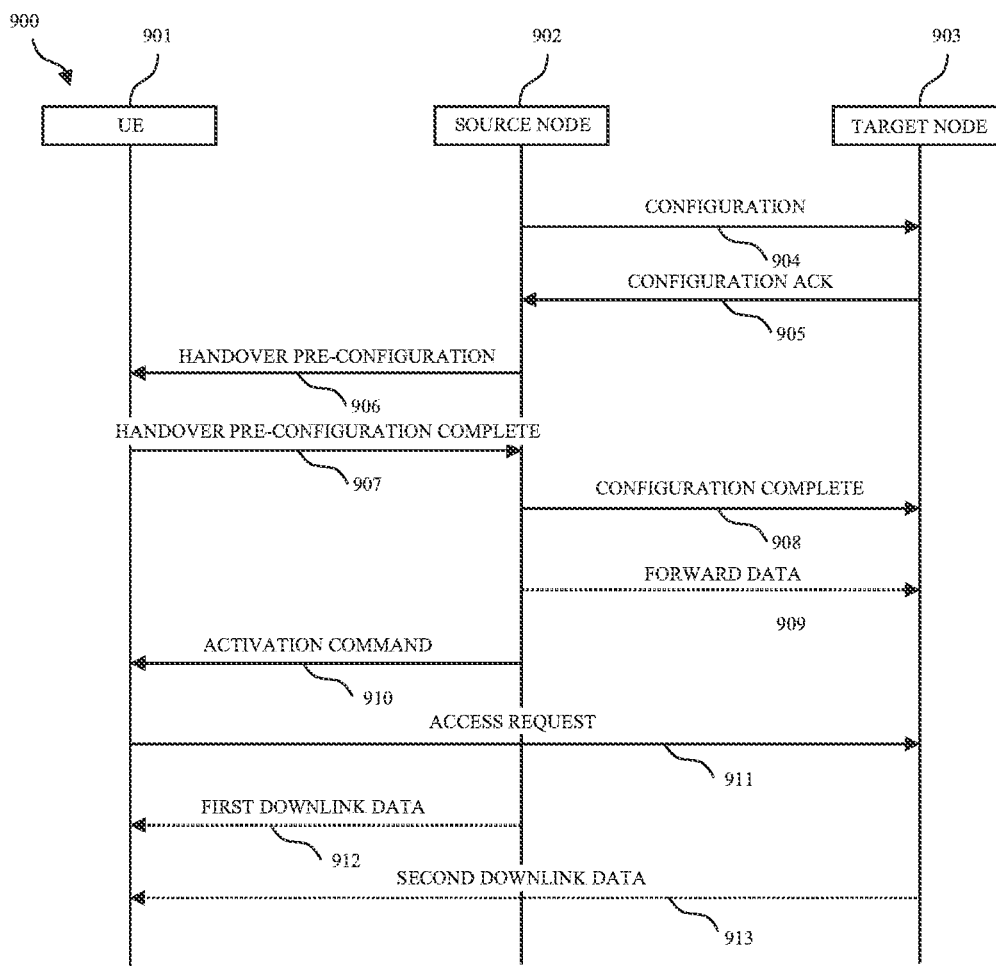 900
901
902
903
UE
SOURCE NODE
TARGET NODE
CONFIGURATION
904
CONFIGURATION ACK
905
HANDOVER PRE-CONFIGURATION
906
HANDOVER PRE-CONFIGURATION COMPLETE
907
CONFIGURATION COMPLETE
908
FORWARD DATA
909
ACTIVATION COMMAND
910
ACCESS REQUEST
911
FIRST DOWNLINK DATA
912
SECOND DOWNLINK DATA
913